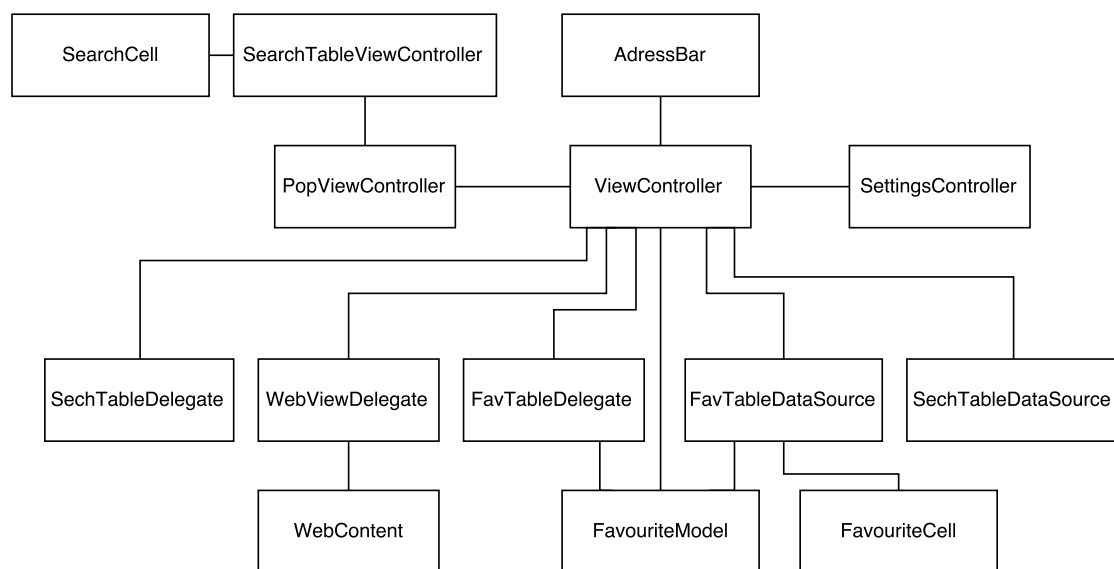 SearchCell
SearchTableViewController
AdressBar
PopViewController
ViewController
SettingsController
SechTableDelegate
WebViewDelegate
FavTableDelegate
FavTableDataSource
SechTableDataSource
WebContent
FavouriteModel
FavouriteCell